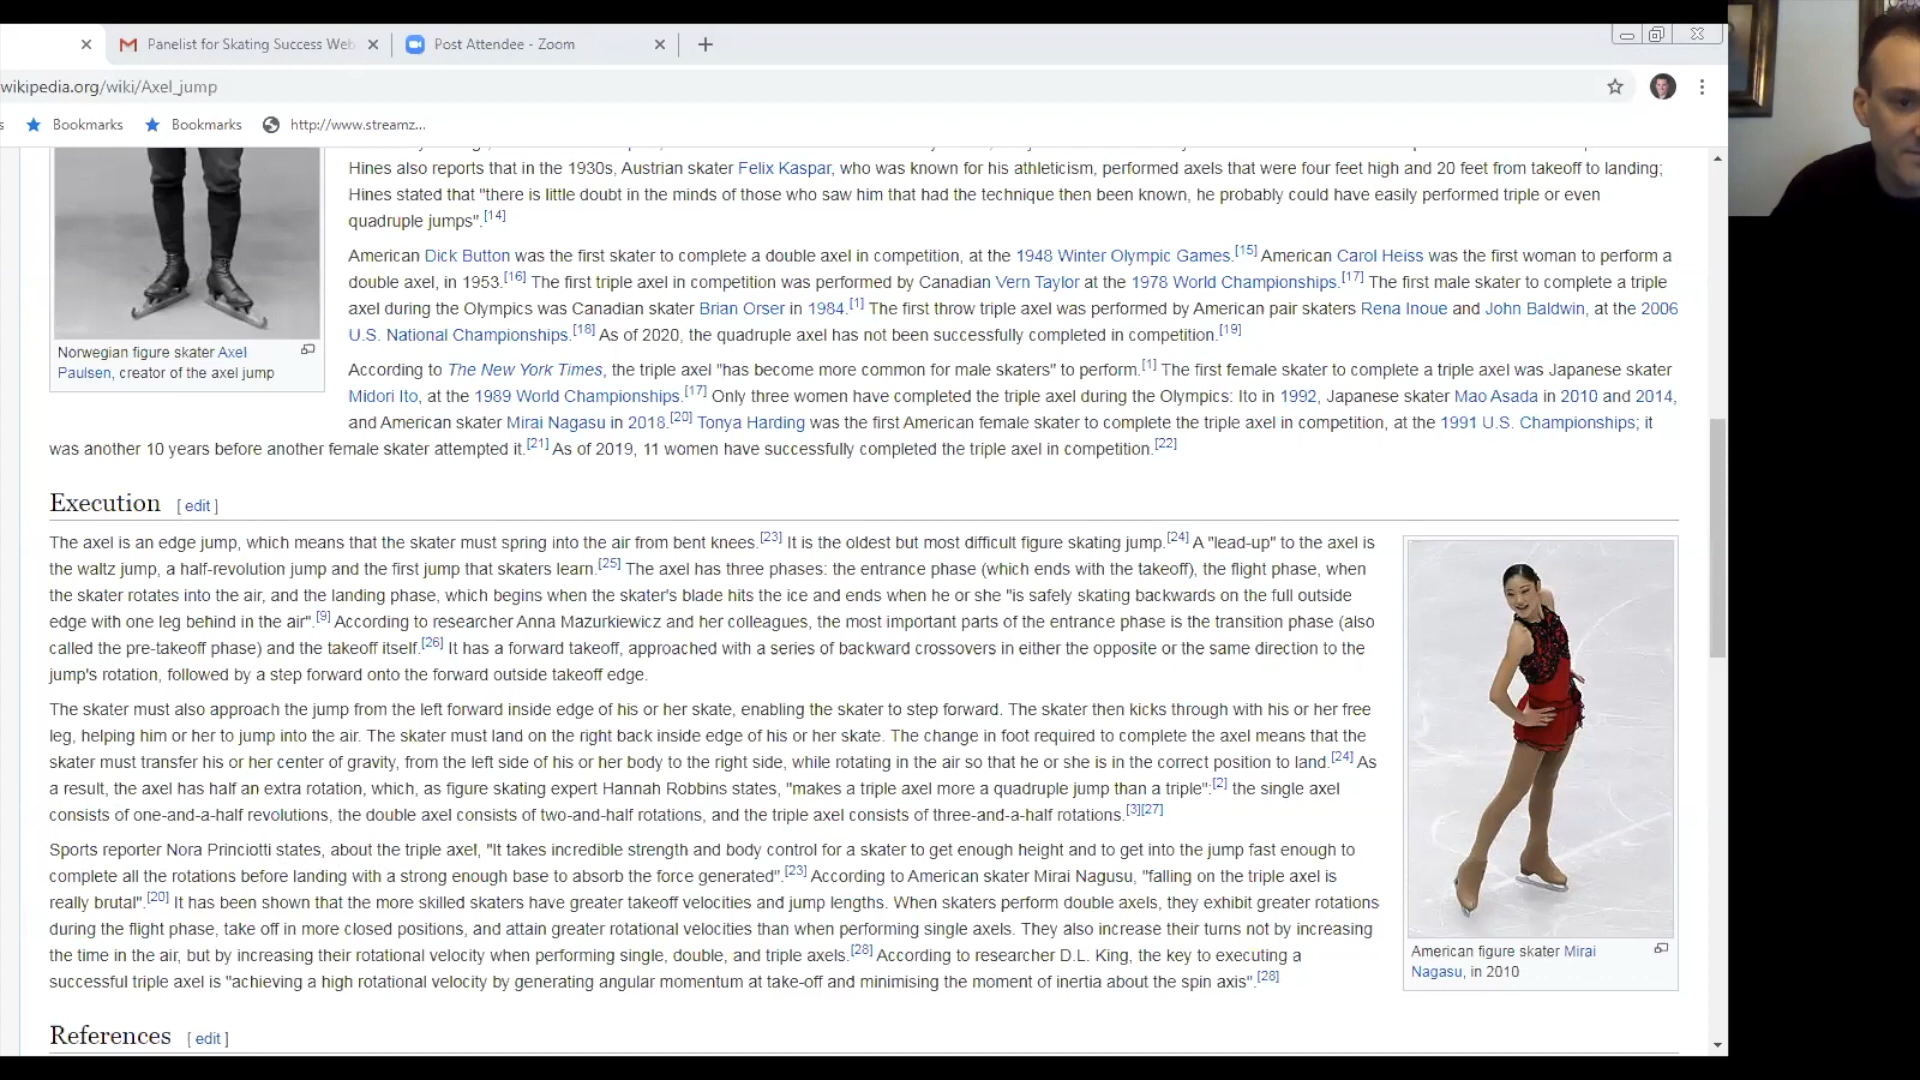 Panelist for Skating Success Web
Post Attendee - Zoom
wikipedia.org/wiki/Axel_jump
s Bookmarks Bookmarks http://www.streamz...
Hines also reports that in the 1930s, Austrian skater Felix Kaspar, who was known for his athleticism, performed axels that were four feet high and 20 feet from takeoff to landing;
Hines stated that "there is little doubt in the minds of those who saw him that had the technique then been known, he probably could have easily performed triple or even
quadruple jumps".[14]
American Dick Button was the first skater to complete a double axel in competition, at the 1948 Winter Olympic Games.[15] American Carol Heiss was the first woman to perform a
double axel, in 1953.[16] The first triple axel in competition was performed by Canadian Vern Taylor at the 1978 World Championships.[17] The first male skater to complete a triple
axel during the Olympics was Canadian skater Brian Orser in 1984.[1] The first throw triple axel was performed by American pair skaters Rena Inoue and John Baldwin, at the 2006
U.S. National Championships.[18] As of 2020, the quadruple axel has not been successfully completed in competition.[19]
Norwegian figure skater Axel
Paulsen, creator of the axel jump
According to The New York Times, the triple axel "has become more common for male skaters" to perform.[1] The first female skater to complete a triple axel was Japanese skater
Midori Ito, at the 1989 World Championships.[17] Only three women have completed the triple axel during the Olympics: Ito in 1992, Japanese skater Mao Asada in 2010 and 2014,
and American skater Mirai Nagasu in 2018.[20] Tonya Harding was the first American female skater to complete the triple axel in competition, at the 1991 U.S. Championships; it
was another 10 years before another female skater attempted it.[21] As of 2019, 11 women have successfully completed the triple axel in competition.[22]
Execution [ edit ]
The axel is an edge jump, which means that the skater must spring into the air from bent knees.[23] It is the oldest but most difficult figure skating jump.[24] A "lead-up" to the axel is
the waltz jump, a half-revolution jump and the first jump that skaters learn.[25] The axel has three phases: the entrance phase (which ends with the takeoff), the flight phase, when
the skater rotates into the air, and the landing phase, which begins when the skater's blade hits the ice and ends when he or she "is safely skating backwards on the full outside
edge with one leg behind in the air".[9] According to researcher Anna Mazurkiewicz and her colleagues, the most important parts of the entrance phase is the transition phase (also
called the pre-takeoff phase) and the takeoff itself.[26] It has a forward takeoff, approached with a series of backward crossovers in either the opposite or the same direction to the
jump's rotation, followed by a step forward onto the forward outside takeoff edge.
The skater must also approach the jump from the left forward inside edge of his or her skate, enabling the skater to step forward. The skater then kicks through with his or her free
leg, helping him or her to jump into the air. The skater must land on the right back inside edge of his or her skate. The change in foot required to complete the axel means that the
skater must transfer his or her center of gravity, from the left side of his or her body to the right side, while rotating in the air so that he or she is in the correct position to land.[24] As
a result, the axel has half an extra rotation, which, as figure skating expert Hannah Robbins states, "makes a triple axel more a quadruple jump than a triple":[2] the single axel
consists of one-and-a-half revolutions, the double axel consists of two-and-half rotations, and the triple axel consists of three-and-a-half rotations.[3][27]
Sports reporter Nora Princiotti states, about the triple axel, "It takes incredible strength and body control for a skater to get enough height and to get into the jump fast enough to
complete all the rotations before landing with a strong enough base to absorb the force generated".[23] According to American skater Mirai Nagusu, "falling on the triple axel is
really brutal".[20] It has been shown that the more skilled skaters have greater takeoff velocities and jump lengths. When skaters perform double axels, they exhibit greater rotations
during the flight phase, take off in more closed positions, and attain greater rotational velocities than when performing single axels. They also increase their turns not by increasing
the time in the air, but by increasing their rotational velocity when performing single, double, and triple axels.[28] According to researcher D.L. King, the key to executing a
successful triple axel is "achieving a high rotational velocity by generating angular momentum at take-off and minimising the moment of inertia about the spin axis".[28]
American figure skater Mirai
Nagasu, in 2010
References [ edit ]